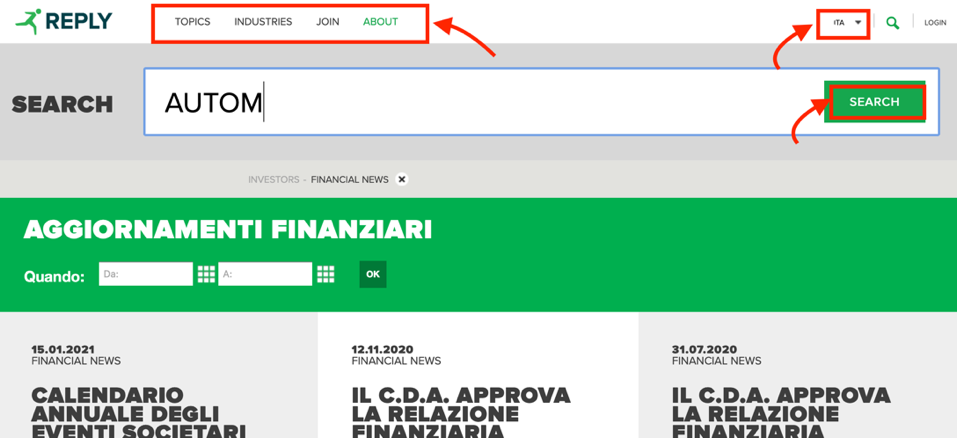 REPLY
TOPICS INDUSTRIES JOIN ABOUT
ITA
LOGIN
SEARCH
AUTOM
SEARCH
INVESTORS - FINANCIAL NEWS
AGGIORNAMENTI FINANZIARI
Quando: Da: A: OK
15.01.2021
FINANCIAL NEWS
CALENDARIO
ANNUALE DEGLI
EVENTI SOCIETARI
12.11.2020
FINANCIAL NEWS
IL C.D.A. APPROVA
LA RELAZIONE
FINANZIARIA
31.07.2020
FINANCIAL NEWS
IL C.D.A. APPROVA
LA RELAZIONE
FINANZIARIA